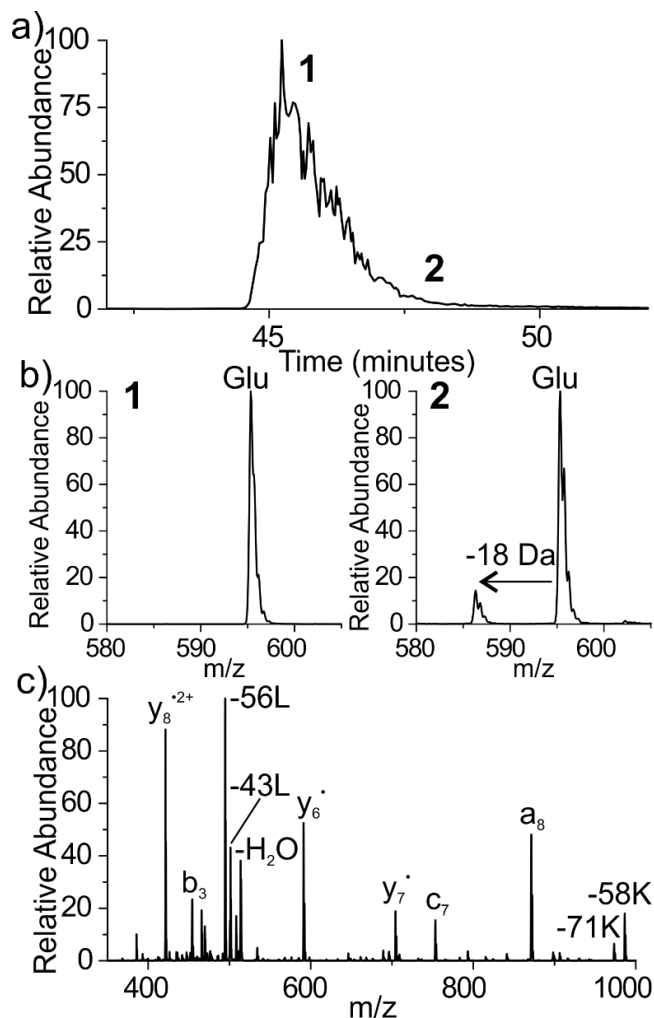 a)
Relative Abundance
100
75
50
25
0
1
2
45
50
Time (minutes)
b)
Relative Abundance
100
80
60
40
20
0
1
Glu
580
590
600
m/z
Relative Abundance
100
80
60
40
20
0
2
Glu
-18 Da
580
590
600
m/z
c)
Relative Abundance
100
80
60
40
20
0
y₈•²⁺
-56L
-43L
-H₂O
b₃
y₆•
y₇•
c₇
a₈
-71K
-58K
400
600
800
1000
m/z